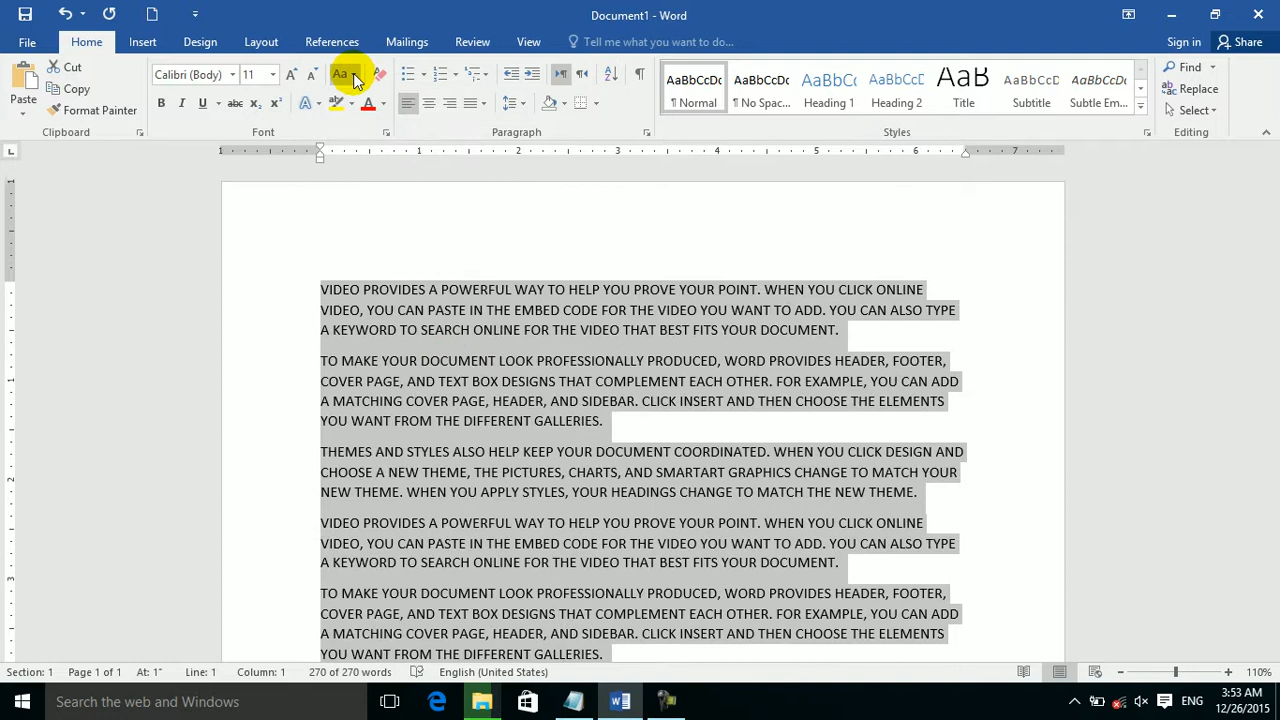 Document1 - Word
File Home Insert Design Layout References Mailings Review View Tell me what you want to do... Sign in Share
Paste
Cut
Copy
Format Painter
Clipboard
Calibri (Body) 11 Aa
B I U abc X₂ X² A A
Font
Paragraph
AaBbCcDc ¶ Normal
AaBbCcDc ¶ No Spac...
AaBbCc Heading 1
AaBbCcE Heading 2
AaB Title
AaBbCcD Subtitle
AaBbCcDc Subtle Em...
Styles
Find
Replace
Select
Editing
1 1 2 3 4 5 6 7
VIDEO PROVIDES A POWERFUL WAY TO HELP YOU PROVE YOUR POINT. WHEN YOU CLICK ONLINE
VIDEO, YOU CAN PASTE IN THE EMBED CODE FOR THE VIDEO YOU WANT TO ADD. YOU CAN ALSO TYPE
A KEYWORD TO SEARCH ONLINE FOR THE VIDEO THAT BEST FITS YOUR DOCUMENT.
TO MAKE YOUR DOCUMENT LOOK PROFESSIONALLY PRODUCED, WORD PROVIDES HEADER, FOOTER,
COVER PAGE, AND TEXT BOX DESIGNS THAT COMPLEMENT EACH OTHER. FOR EXAMPLE, YOU CAN ADD
A MATCHING COVER PAGE, HEADER, AND SIDEBAR. CLICK INSERT AND THEN CHOOSE THE ELEMENTS
YOU WANT FROM THE DIFFERENT GALLERIES.
THEMES AND STYLES ALSO HELP KEEP YOUR DOCUMENT COORDINATED. WHEN YOU CLICK DESIGN AND
CHOOSE A NEW THEME, THE PICTURES, CHARTS, AND SMARTART GRAPHICS CHANGE TO MATCH YOUR
NEW THEME. WHEN YOU APPLY STYLES, YOUR HEADINGS CHANGE TO MATCH THE NEW THEME.
VIDEO PROVIDES A POWERFUL WAY TO HELP YOU PROVE YOUR POINT. WHEN YOU CLICK ONLINE
VIDEO, YOU CAN PASTE IN THE EMBED CODE FOR THE VIDEO YOU WANT TO ADD. YOU CAN ALSO TYPE
A KEYWORD TO SEARCH ONLINE FOR THE VIDEO THAT BEST FITS YOUR DOCUMENT.
TO MAKE YOUR DOCUMENT LOOK PROFESSIONALLY PRODUCED, WORD PROVIDES HEADER, FOOTER,
COVER PAGE, AND TEXT BOX DESIGNS THAT COMPLEMENT EACH OTHER. FOR EXAMPLE, YOU CAN ADD
A MATCHING COVER PAGE, HEADER, AND SIDEBAR. CLICK INSERT AND THEN CHOOSE THE ELEMENTS
YOU WANT FROM THE DIFFERENT GALLERIES.
Section: 1 Page 1 of 1 At: 1" Line: 1 Column: 1 270 of 270 words English (United States) 110%
Search the web and Windows
ENG
3:53 AM
12/26/2015